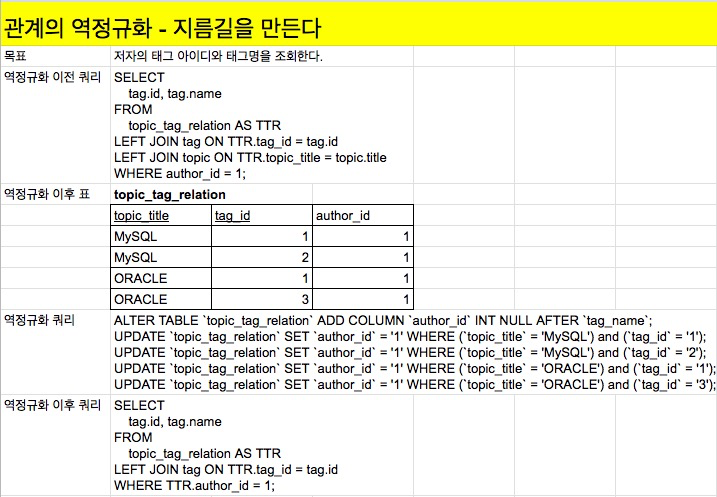 관계의 역정규화 - 지름길을 만든다
목표 저자의 태그 아이디와 태그명을 조회한다.
역정규화 이전 쿼리 SELECT
tag.id, tag.name
FROM
topic_tag_relation AS TTR
LEFT JOIN tag ON TTR.tag_id = tag.id
LEFT JOIN topic ON TTR.topic_title = topic.title
WHERE author_id = 1;
역정규화 이후 표 topic_tag_relation
topic_title tag_id author_id
MySQL 1 1
MySQL 2 1
ORACLE 1 1
ORACLE 3 1
역정규화 쿼리 ALTER TABLE `topic_tag_relation` ADD COLUMN `author_id` INT NULL AFTER `tag_name`;
UPDATE `topic_tag_relation` SET `author_id` = '1' WHERE (`topic_title` = 'MySQL') and (`tag_id` = '1');
UPDATE `topic_tag_relation` SET `author_id` = '1' WHERE (`topic_title` = 'MySQL') and (`tag_id` = '2');
UPDATE `topic_tag_relation` SET `author_id` = '1' WHERE (`topic_title` = 'ORACLE') and (`tag_id` = '1');
UPDATE `topic_tag_relation` SET `author_id` = '1' WHERE (`topic_title` = 'ORACLE') and (`tag_id` = '3');
역정규화 이후 쿼리 SELECT
tag.id, tag.name
FROM
topic_tag_relation AS TTR
LEFT JOIN tag ON TTR.tag_id = tag.id
WHERE TTR.author_id = 1;